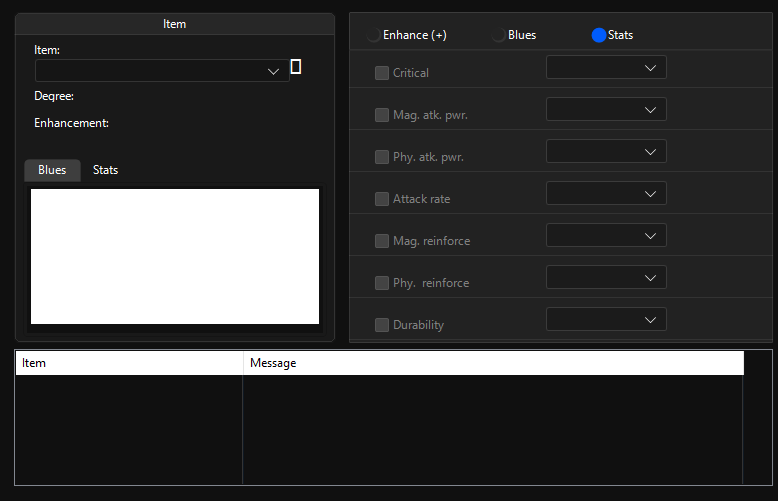 Item
Item:
Degree:
Enhancement:
Blues Stats
Enhance (+) Blues Stats
Critical
Mag. atk. pwr.
Phy. atk. pwr.
Attack rate
Mag. reinforce
Phy.  reinforce
Durability
Item Message